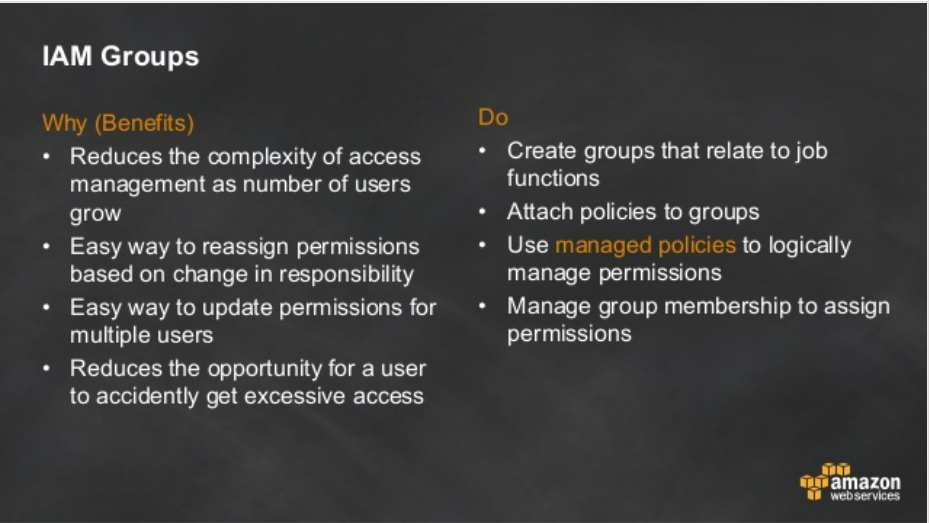 IAM Groups
Why (Benefits)
• Reduces the complexity of access
management as number of users
grow
• Easy way to reassign permissions
based on change in responsibility
• Easy way to update permissions for
multiple users
• Reduces the opportunity for a user
to accidently get excessive access
Do
• Create groups that relate to job
functions
• Attach policies to groups
• Use managed policies to logically
manage permissions
• Manage group membership to assign
permissions
amazon
webservices